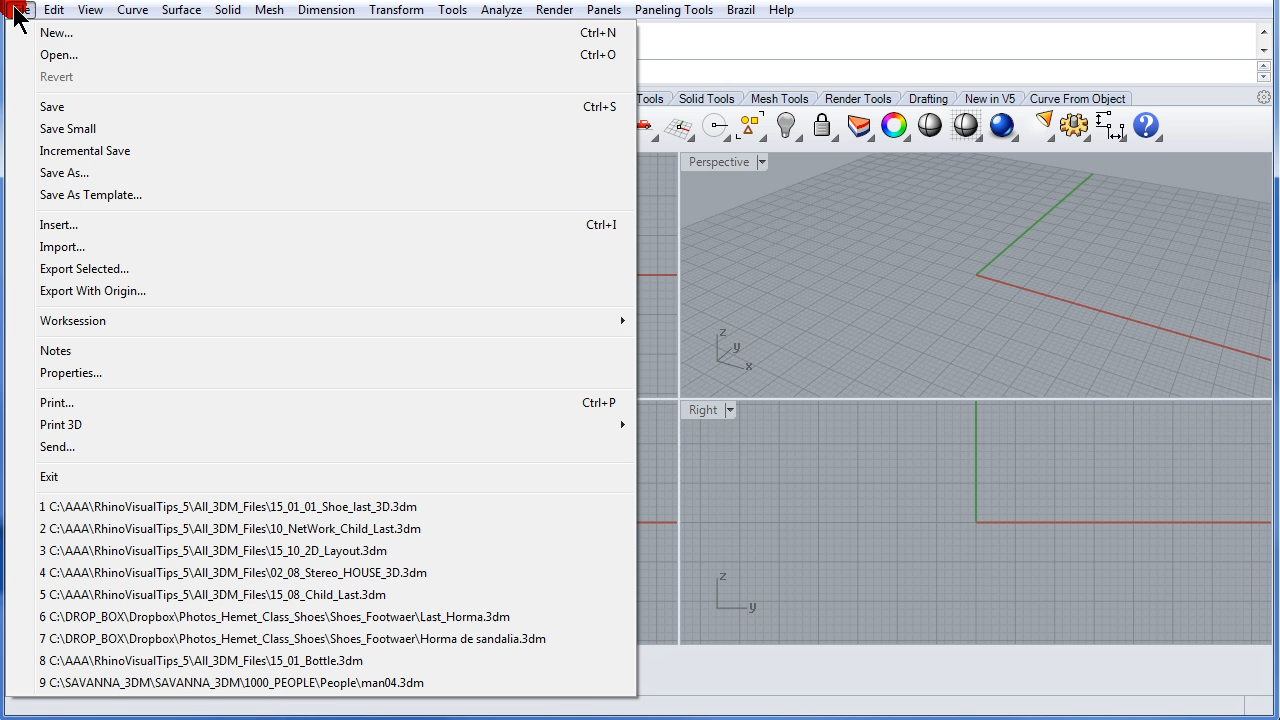 Edit View Curve Surface Solid Mesh Dimension Transform Tools Analyze Render Panels Paneling Tools Brazil Help
New... Ctrl+N
Open... Ctrl+O
Revert
Save Ctrl+S
Save Small
Incremental Save
Save As...
Save As Template...
Insert... Ctrl+I
Import...
Export Selected...
Export With Origin...
Worksession
Notes
Properties...
Print... Ctrl+P
Print 3D
Send...
Exit
1 C:\AAA\RhinoVisualTips_5\All_3DM_Files\15_01_01_Shoe_last_3D.3dm
2 C:\AAA\RhinoVisualTips_5\All_3DM_Files\10_NetWork_Child_Last.3dm
3 C:\AAA\RhinoVisualTips_5\All_3DM_Files\15_10_2D_Layout.3dm
4 C:\AAA\RhinoVisualTips_5\All_3DM_Files\02_08_Stereo_HOUSE_3D.3dm
5 C:\AAA\RhinoVisualTips_5\All_3DM_Files\15_08_Child_Last.3dm
6 C:\DROP_BOX\Dropbox\Photos_Hemet_Class_Shoes\Shoes_Footwaer\Last_Horma.3dm
7 C:\DROP_BOX\Dropbox\Photos_Hemet_Class_Shoes\Shoes_Footwaer\Horma de sandalia.3dm
8 C:\AAA\RhinoVisualTips_5\All_3DM_Files\15_01_Bottle.3dm
9 C:\SAVANNA_3DM\SAVANNA_3DM\1000_PEOPLE\People\man04.3dm
Tools Solid Tools Mesh Tools Render Tools Drafting New in V5 Curve From Object
Perspective
z
y
x
Right
z
y